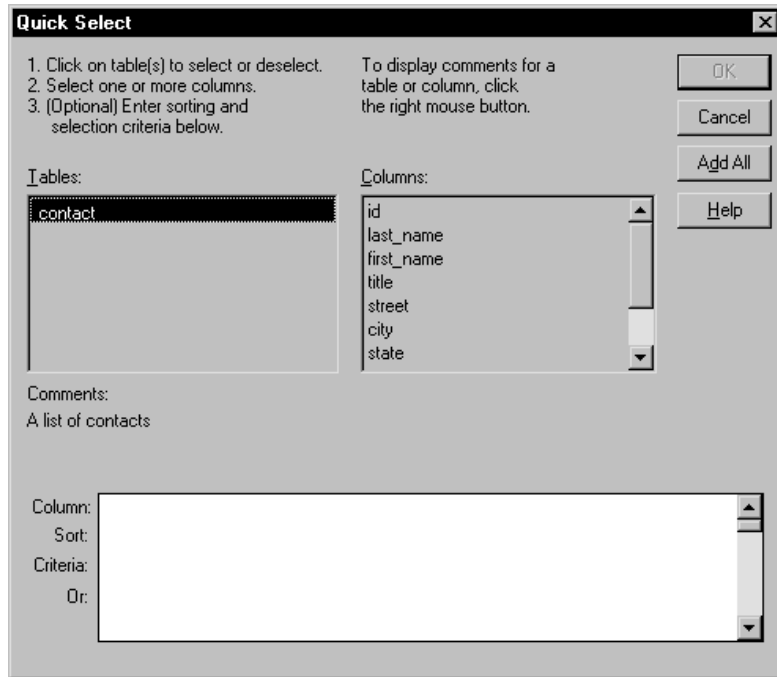 Quick Select
1. Click on table(s) to select or deselect.
2. Select one or more columns.
3. (Optional) Enter sorting and
selection criteria below.
To display comments for a
table or column, click
the right mouse button.
OK
Cancel
Add All
Help
Tables:
contact
Columns:
id
last_name
first_name
title
street
city
state
Comments:
A list of contacts
Column:
Sort:
Criteria:
Or: